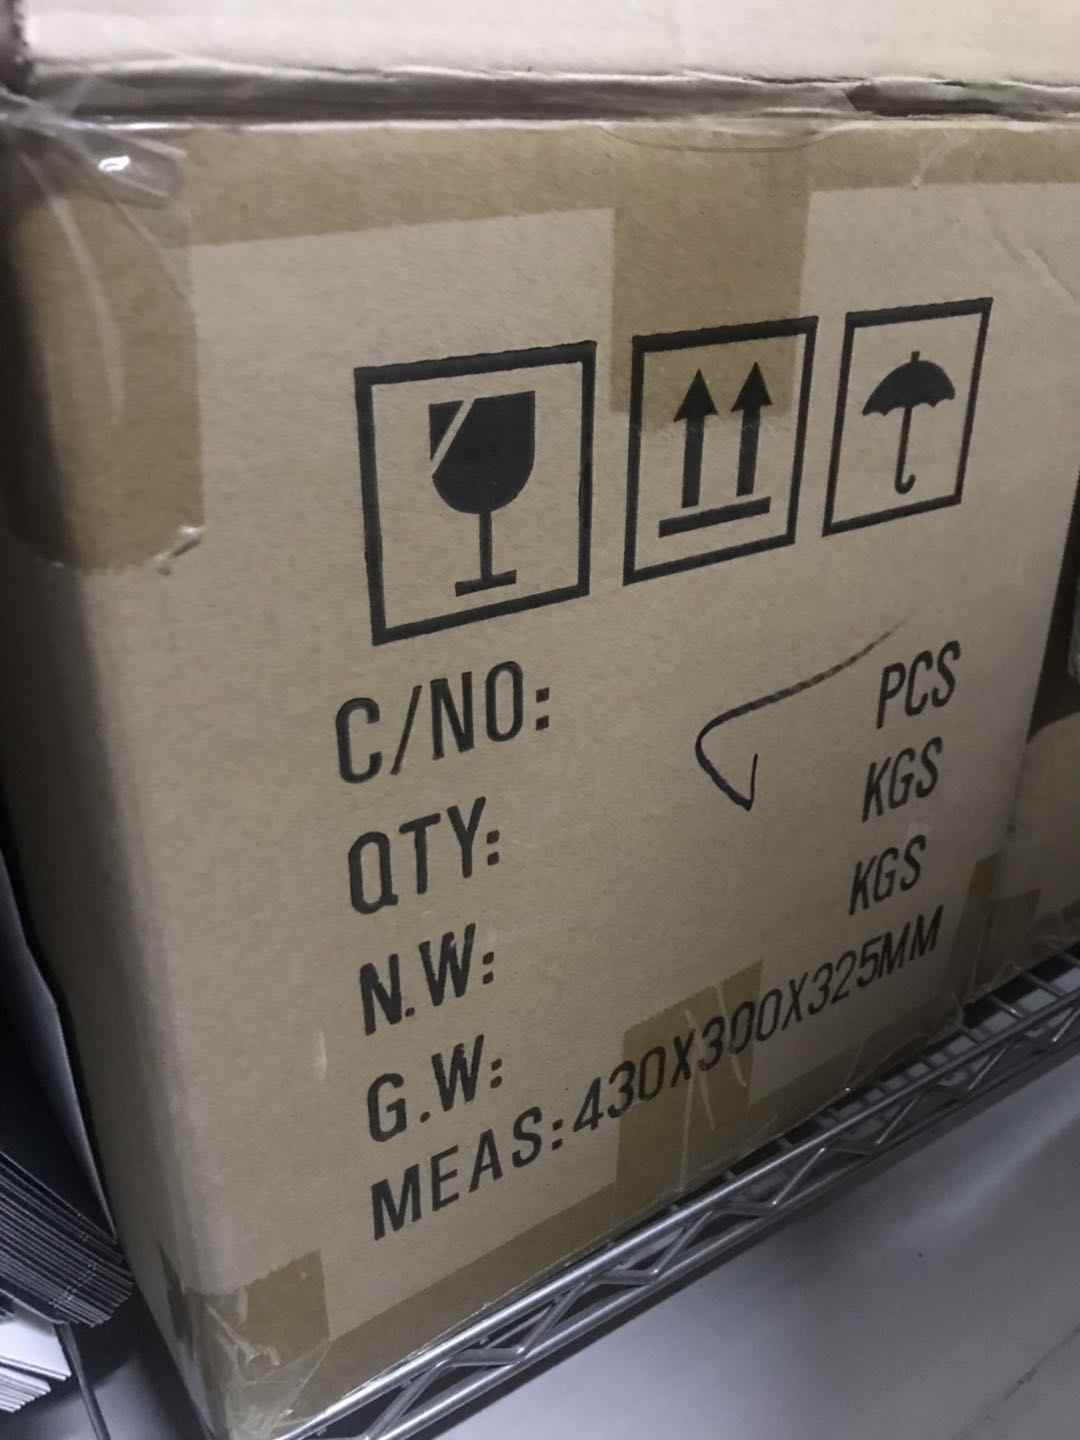 C/NO:
QTY: PCS
N.W: KGS
G.W: KGS
MEAS:430X300X325MM